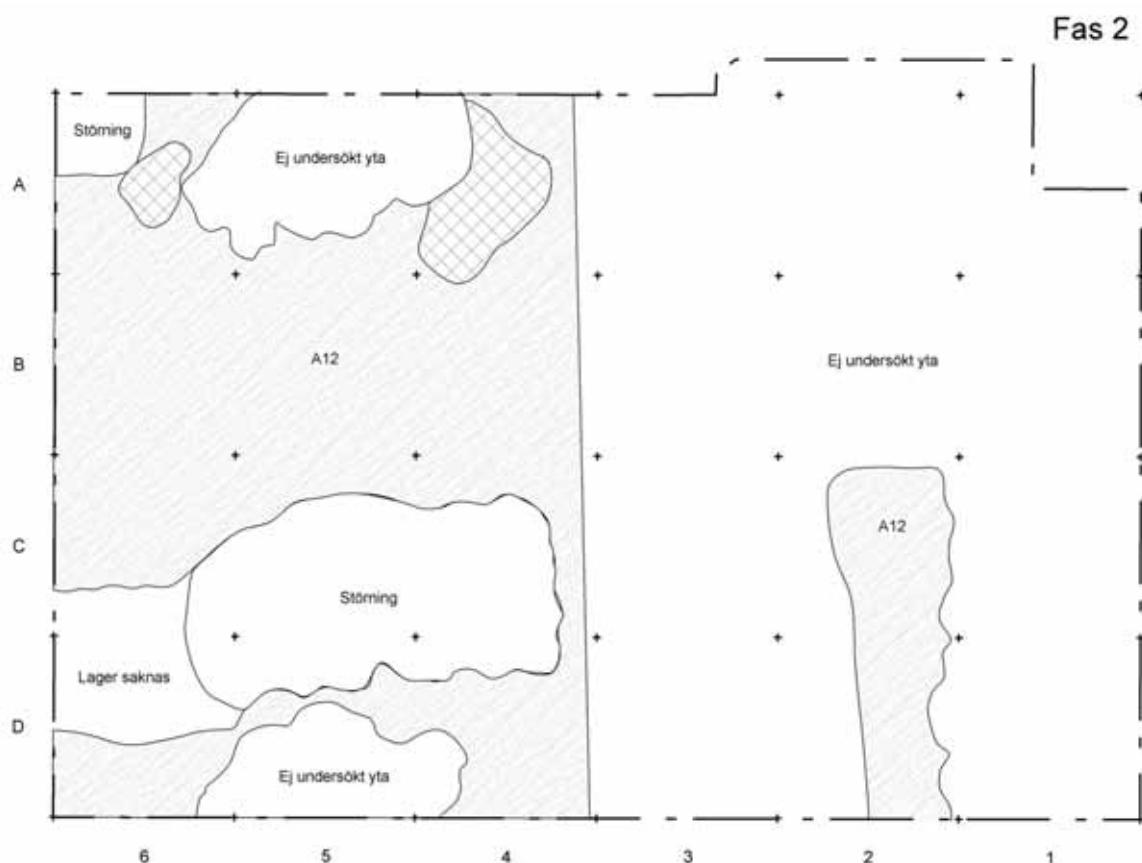 Fas 2
Störning
Ej undersökt yta
A
A12
B
Ej undersökt yta
A12
C
Störning
Lager saknas
D
Ej undersökt yta
6 5 4 3 2 1